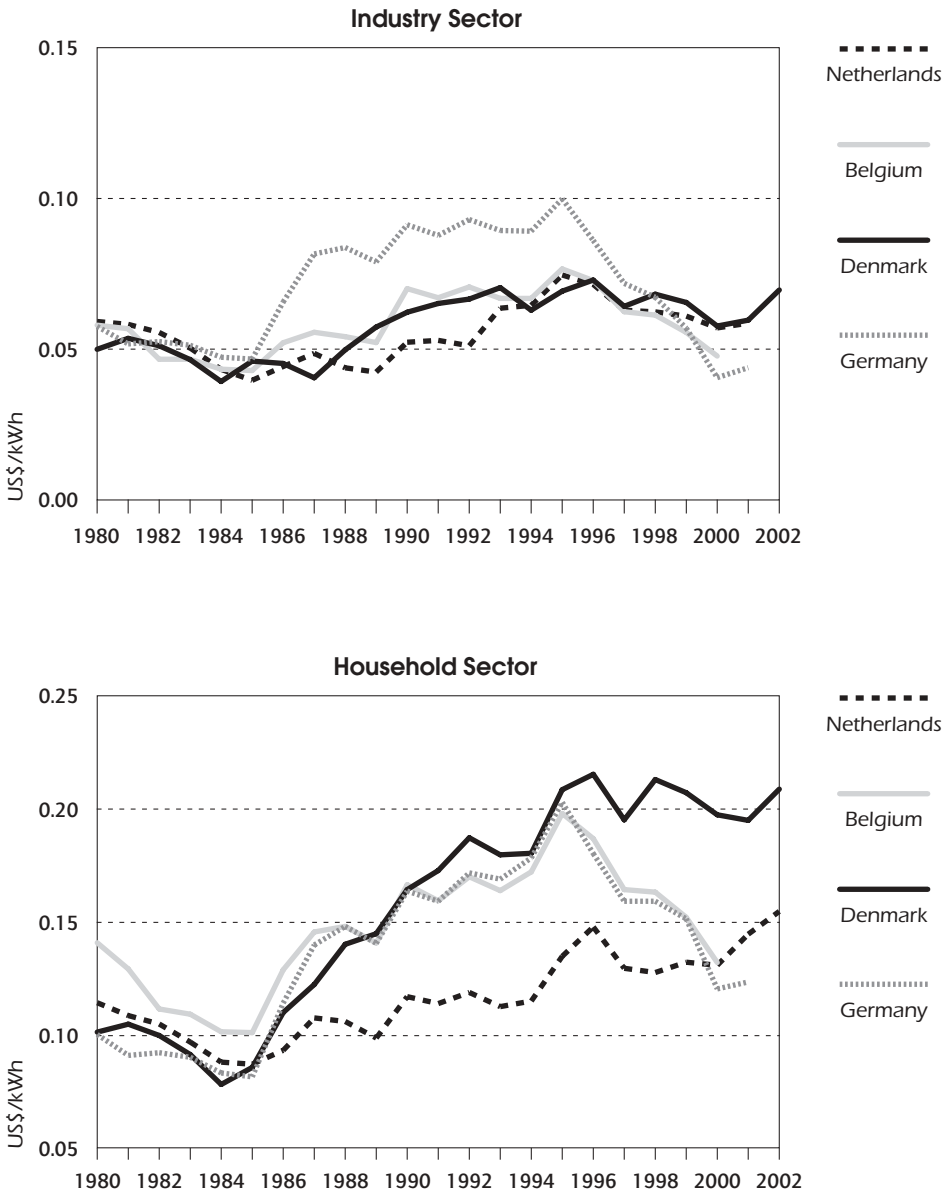 Industry Sector
0.15
0.10
0.05
0.00
US$/kWh
1980 1982 1984 1986 1988 1990 1992 1994 1996 1998 2000 2002
Netherlands
Belgium
Denmark
Germany
Household Sector
0.25
0.20
0.15
0.10
0.05
US$/kWh
1980 1982 1984 1986 1988 1990 1992 1994 1996 1998 2000 2002
Netherlands
Belgium
Denmark
Germany